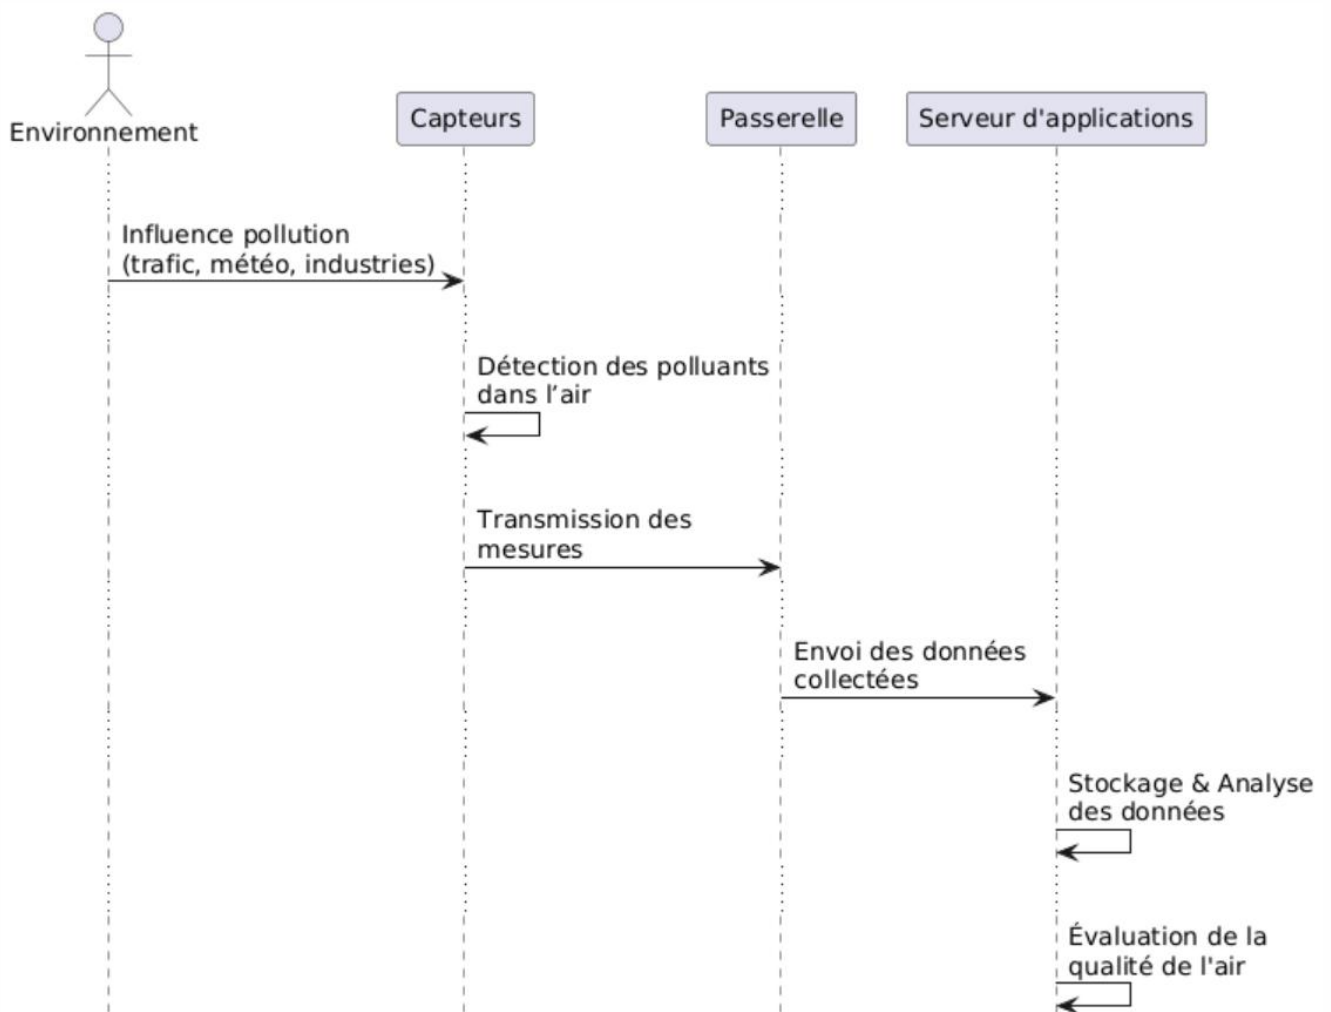 Environnement
Capteurs
Passerelle
Serveur d'applications
Influence pollution
(trafic, météo, industries)
Détection des polluants
dans l’air
Transmission des
mesures
Envoi des données
collectées
Stockage & Analyse
des données
Évaluation de la
qualité de l'air